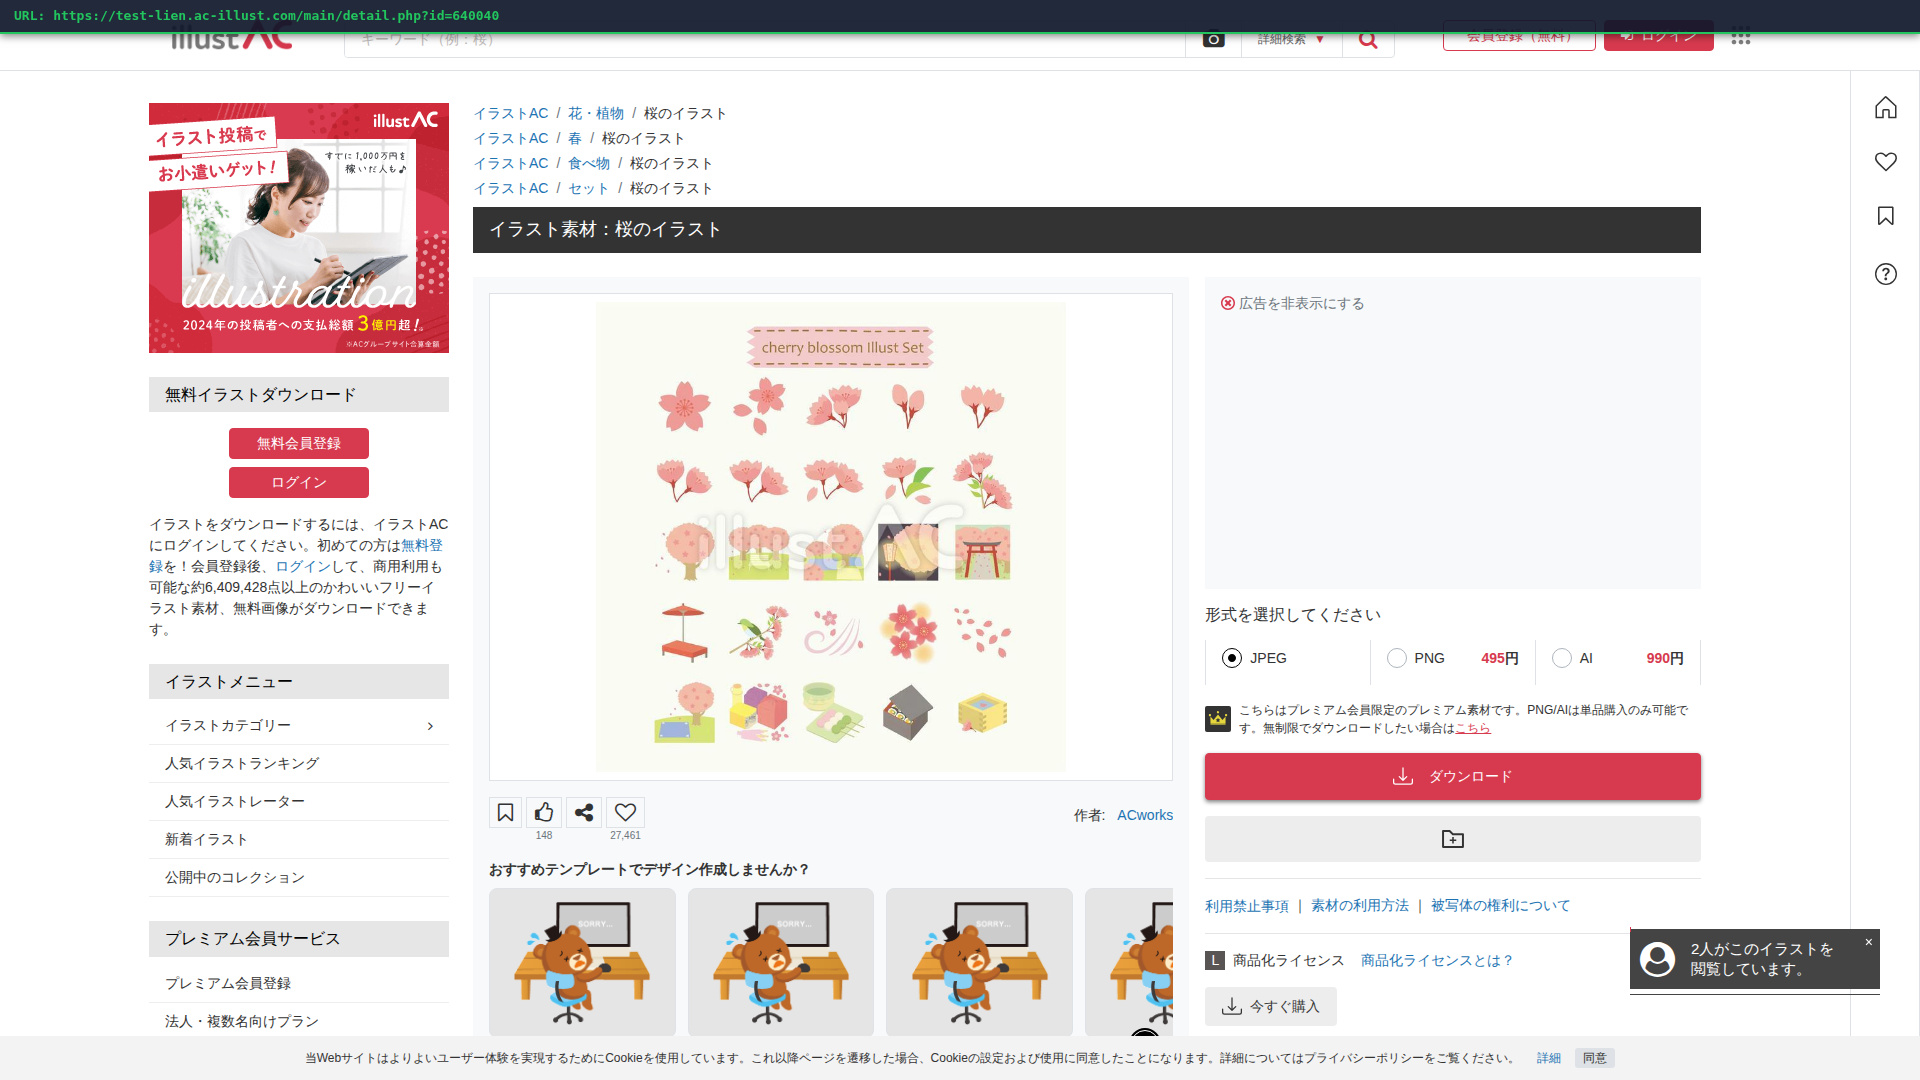 URL: https://test-lien.ac-illust.com/main/detail.php?id=640040
illustAC
キーワード（例：桜）
詳細検索 ▼
会員登録（無料）
ログイン
illustAC
イラスト投稿で
お小遣いゲット！
すでに1,000万円を
稼いだ人も♪
illustration
2024年の投稿者への支払総額3億円超！。
※ACグループサイト合算金額
無料イラストダウンロード
無料会員登録
ログイン
イラストをダウンロードするには、イラストAC
にログインしてください。初めての方は無料登
録を！会員登録後、ログインして、商用利用も
可能な約6,409,428点以上のかわいいフリーイ
ラスト素材、無料画像がダウンロードできま
す。
イラストメニュー
イラストカテゴリー
人気イラストランキング
人気イラストレーター
新着イラスト
公開中のコレクション
プレミアム会員サービス
プレミアム会員登録
法人・複数名向けプラン
イラストAC / 花・植物 / 桜のイラスト
イラストAC / 春 / 桜のイラスト
イラストAC / 食べ物 / 桜のイラスト
イラストAC / セット / 桜のイラスト
イラスト素材：桜のイラスト
cherry blossom Illust Set
illustAC
148
27,461
作者: ACworks
おすすめテンプレートでデザイン作成しませんか？
SORRY...
SORRY...
SORRY...
広告を非表示にする
形式を選択してください
JPEG
PNG 495円
AI 990円
こちらはプレミアム会員限定のプレミアム素材です。PNG/AIは単品購入のみ可能で
す。無制限でダウンロードしたい場合はこちら
ダウンロード
利用禁止事項 | 素材の利用方法 | 被写体の権利について
L 商品化ライセンス 商品化ライセンスとは？
今すぐ購入
2人がこのイラストを
閲覧しています。
×
当Webサイトはよりよいユーザー体験を実現するためにCookieを使用しています。これ以降ページを遷移した場合、Cookieの設定および使用に同意したことになります。詳細についてはプライバシーポリシーをご覧ください。 詳細 同意